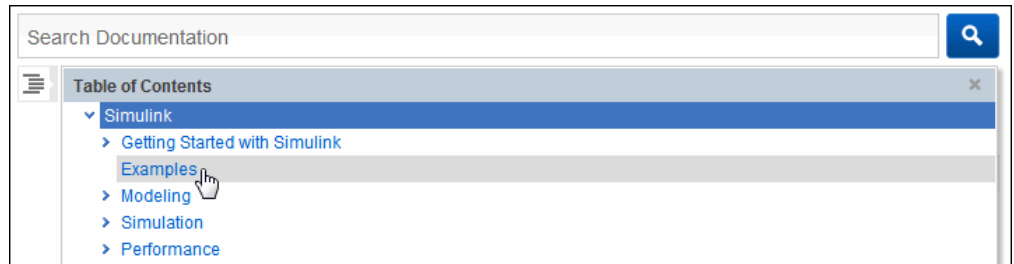 Search Documentation
Table of Contents
Simulink
Getting Started with Simulink
Examples
Modeling
Simulation
Performance